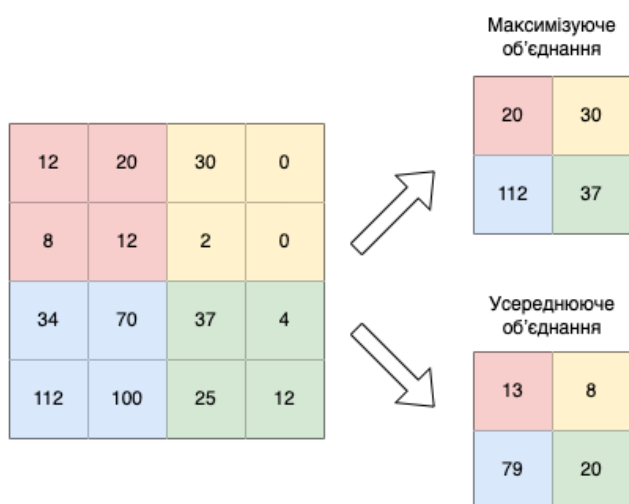 Максимізуюче
об'єднання
20 30
112 37
12 20 30 0
8 12 2 0
34 70 37 4
112 100 25 12
Усереднююче
об'єднання
13 8
79 20